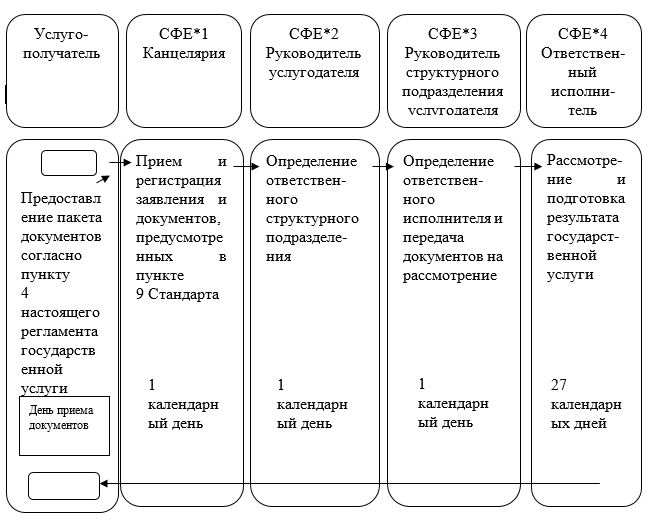 Услуго-
получатель
СФЕ*1
Канцелярия
СФЕ*2
Руководитель
услугодателя
СФЕ*3
Руководитель
структурного
подразделения
услугодателя
СФЕ*4
Ответствен-
ный
исполни-
тель
Предоставл
ение пакета
документов
согласно
пункту
4
настоящего
регламента
государств
енной
услуги
День приема
документов
Прием и
регистрация
заявления и
документов,
предусмотре
нных в
пункте
9 Стандарта
1
календарн
ый день
Определение
ответствен-
ного
структурного
подразделе-
ния
1
календарн
ый день
Определение
ответствен-
ного
исполнителя и
передача
документов на
рассмотрение
1
календарн
ый день
Рассмотре-
ние и
подготовка
результата
государст-
венной
услуги
27
календарн
ых дней